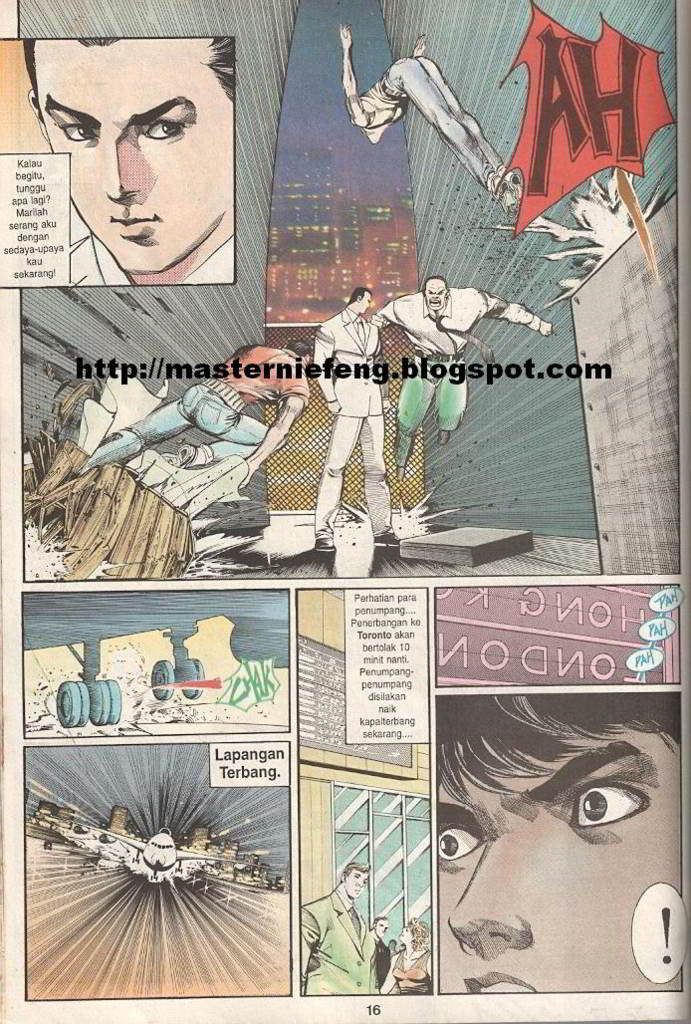 AH
Kalau
begitu,
tunggu
apa lagi?
Marilah
serang aku
dengan
sedaya-upaya
kau
sekarang!
http://masterniefeng.blogspot.com
CHAK
Lapangan
Terbang.
Perhatian para
penumpang....
Penerbangan ke
Toronto akan
bertolak 10
minit nanti.
Penumpang-
penumpang
disilakan
naik
kapalterbang
sekarang....
HONG KO
LONDON
PAH
PAH
PAH
!
16